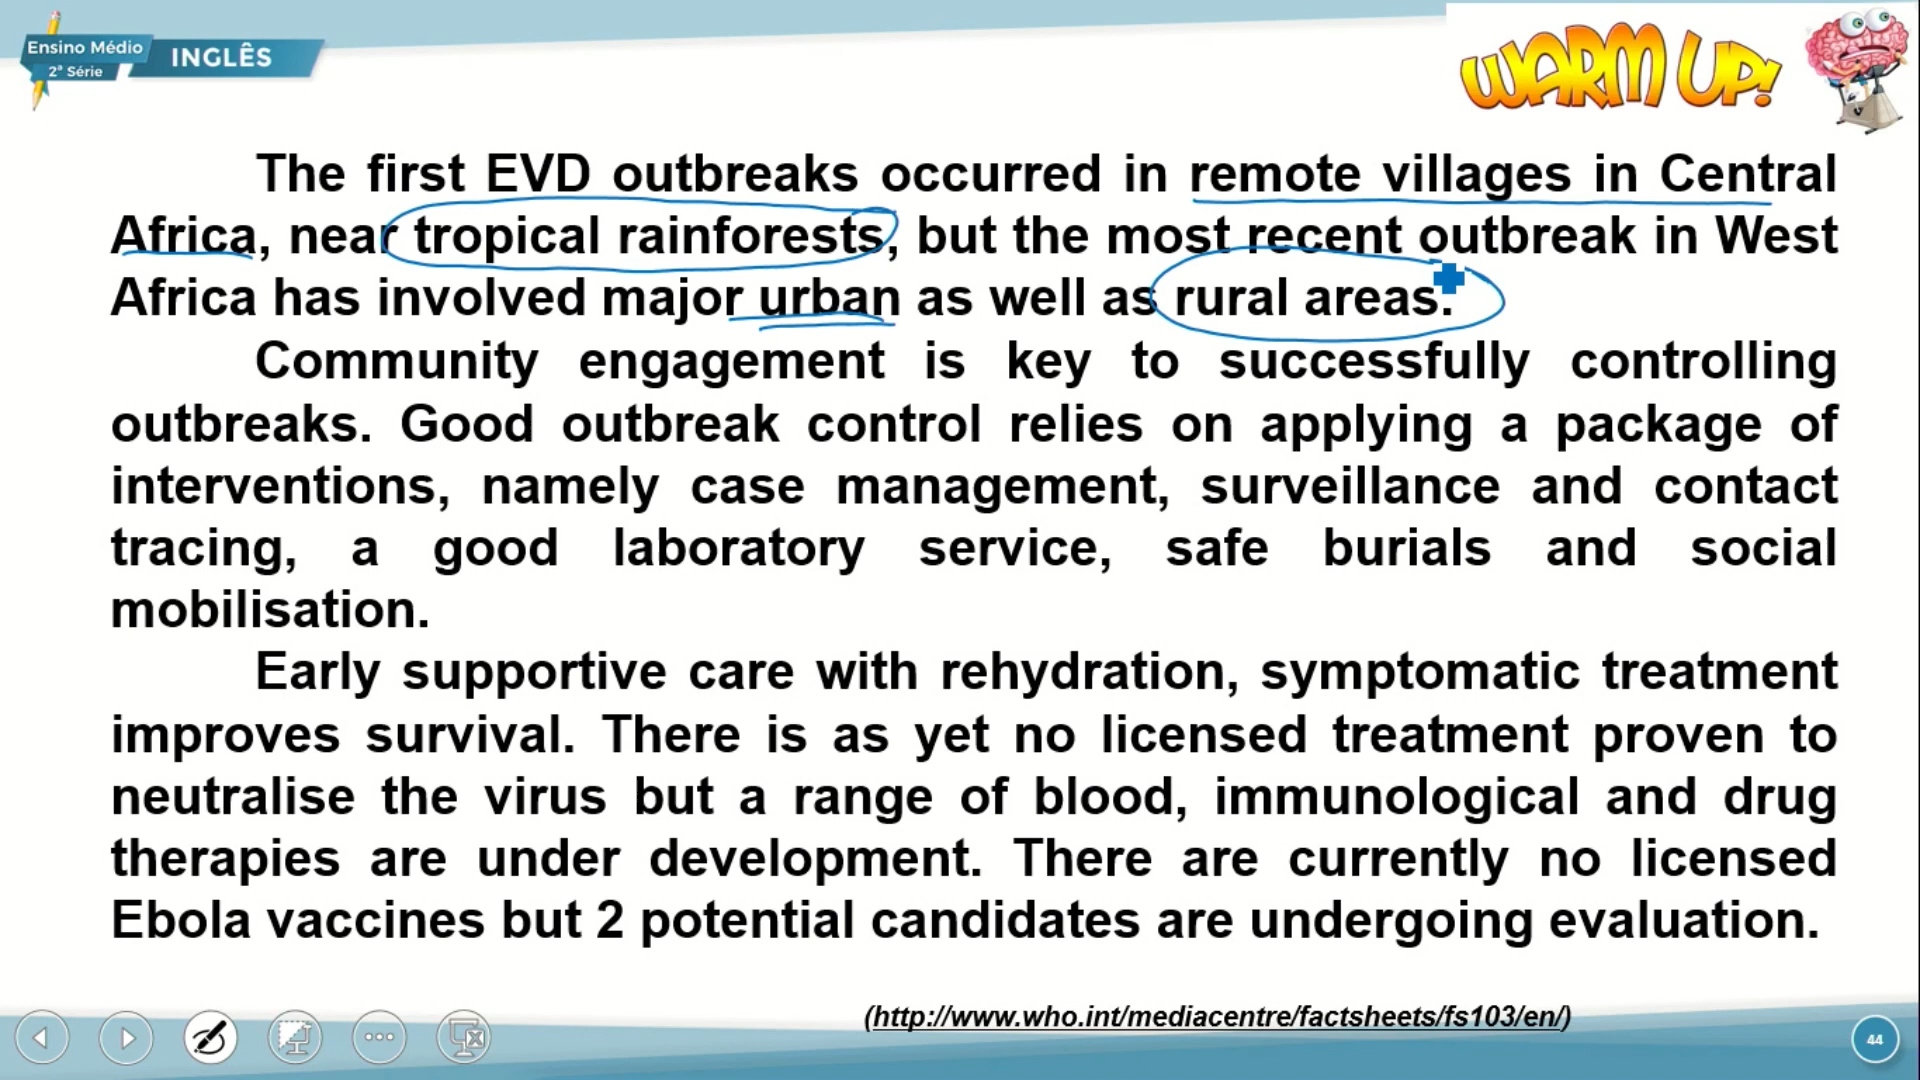 Ensino Médio
2ª Série
INGLÊS
WARM UP!
The first EVD outbreaks occurred in remote villages in Central
Africa, near tropical rainforests, but the most recent outbreak in West
Africa has involved major urban as well as rural areas.
Community engagement is key to successfully controlling
outbreaks. Good outbreak control relies on applying a package of
interventions, namely case management, surveillance and contact
tracing, a good laboratory service, safe burials and social
mobilisation.
Early supportive care with rehydration, symptomatic treatment
improves survival. There is as yet no licensed treatment proven to
neutralise the virus but a range of blood, immunological and drug
therapies are under development. There are currently no licensed
Ebola vaccines but 2 potential candidates are undergoing evaluation.
(http://www.who.int/mediacentre/factsheets/fs103/en/)
44